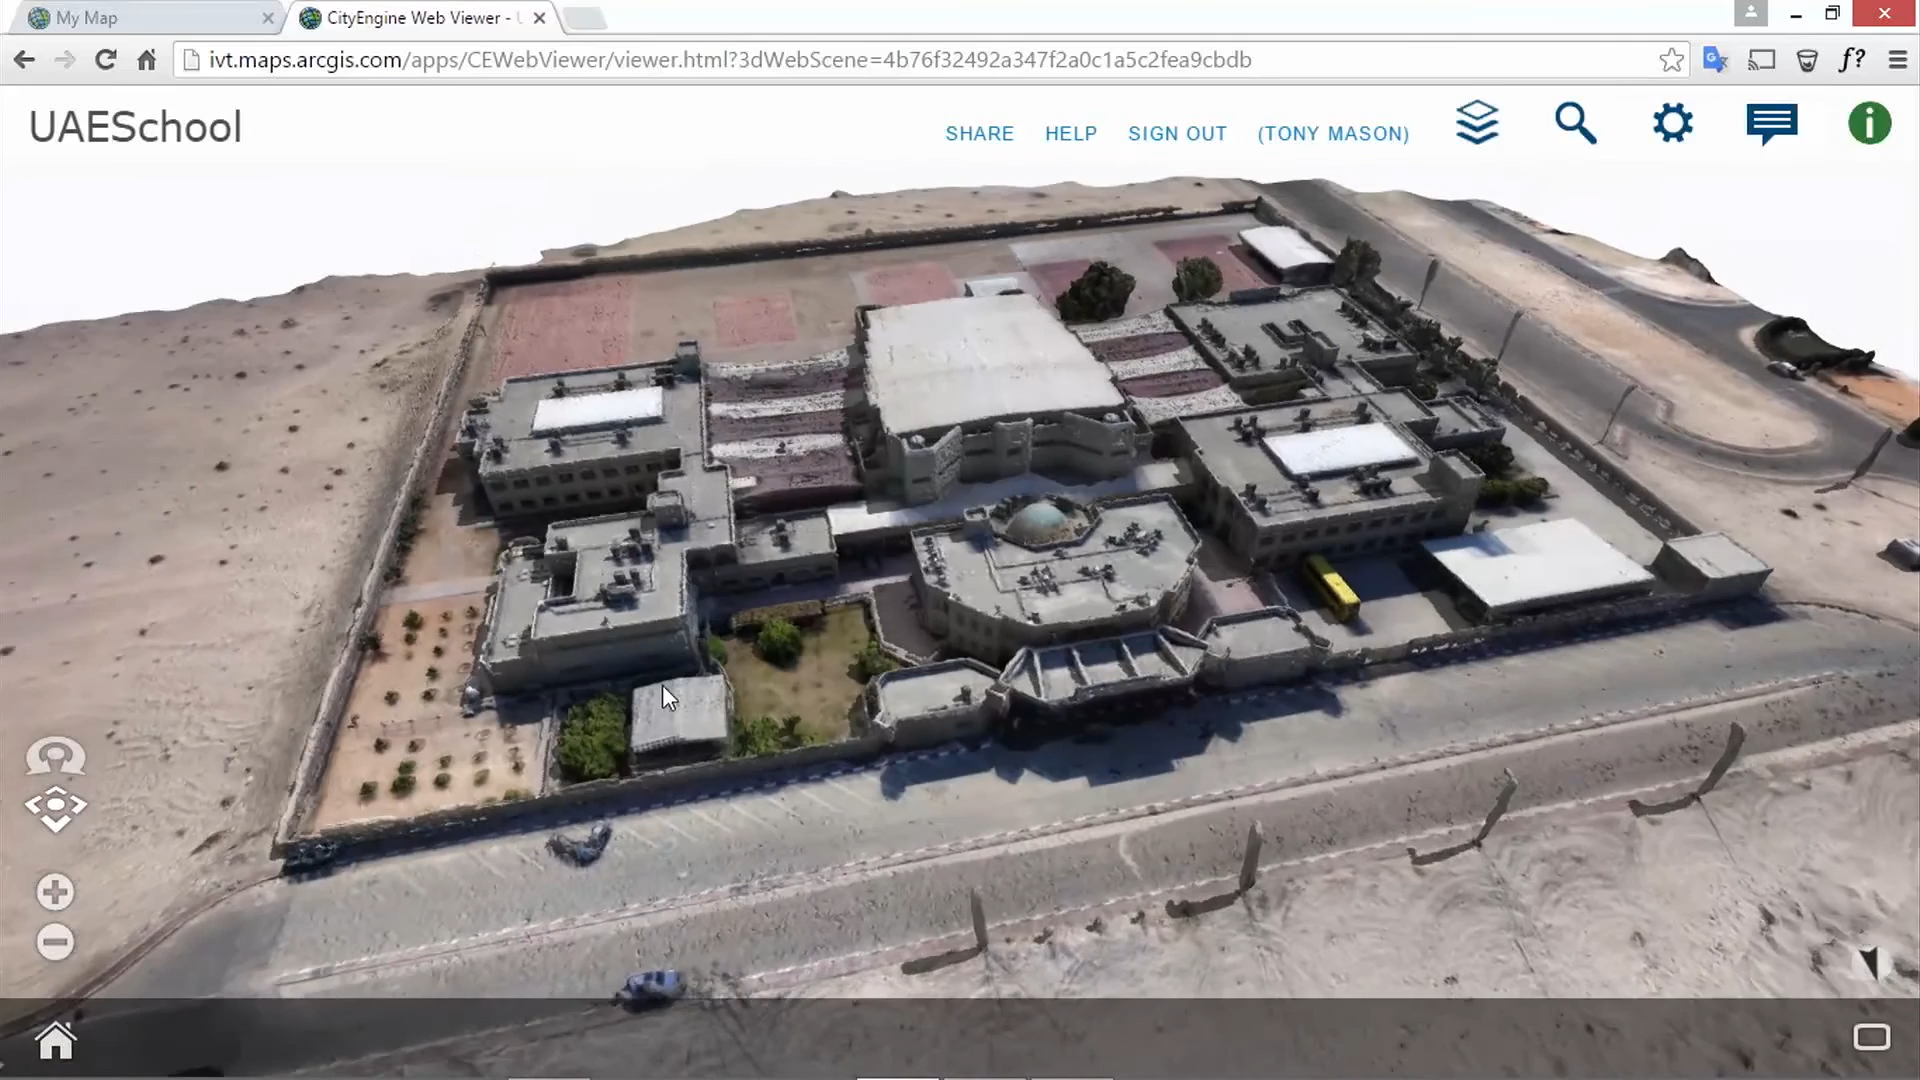 My Map
CityEngine Web Viewer -
ivt.maps.arcgis.com/apps/CEWebViewer/viewer.html?3dWebScene=4b76f32492a347f2a0c1a5c2fea9cbdb
f?
UAESchool
SHARE HELP SIGN OUT (TONY MASON)